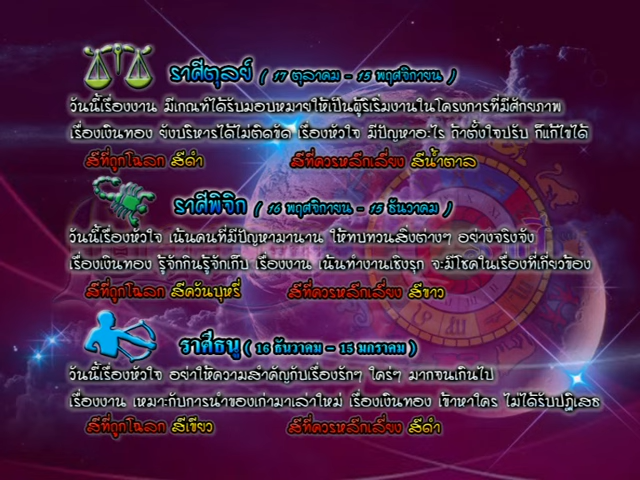 ราศีตุลย์ ( 17 ตุลาคม - 15 พฤศจิกายน )
วันนี้เรื่องงาน มีเกณฑ์ได้รับมอบหมายให้เป็นผู้ริเริ่มงานในโครงการที่มีศักยภาพ
เรื่องเงินทอง ยังบริหารได้ไม่ติดขัด เรื่องหัวใจ มีปัญหาอะไร ถ้าตั้งใจปรับ ก็แก้ไขได้
สีที่ถูกโฉลก สีดำ สีที่ควรหลีกเลี่ยง สีน้ำตาล
ราศีพิจิก ( 16 พฤศจิกายน - 15 ธันวาคม )
วันนี้เรื่องหัวใจ เน้นคนที่มีปัญหามานาน ให้ทบทวนสิ่งต่างๆ อย่างจริงจัง
เรื่องเงินทอง รู้จักกินรู้จักเก็บ เรื่องงาน เน้นทำงานเชิงรุก จะมีโชคในเรื่องที่เกี่ยวข้อง
สีที่ถูกโฉลก สีควันบุหรี่ สีที่ควรหลีกเลี่ยง สีขาว
ราศีธนู ( 16 ธันวาคม - 15 มกราคม )
วันนี้เรื่องหัวใจ อย่าให้ความสำคัญกับเรื่องรักๆ ใคร่ๆ มากจนเกินไป
เรื่องงาน เหมาะกับการนำของเก่ามาเล่าใหม่ เรื่องเงินทอง เข้าหาใคร ไม่ได้รับปฏิเสธ
สีที่ถูกโฉลก สีเขียว สีที่ควรหลีกเลี่ยง สีดำ